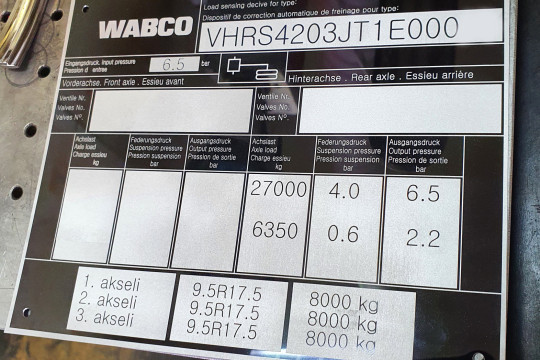 Load sensing decive for type:
Dispositif de correction automatique de freinage pour type:
WABCO
VHRS4203JT1E000
Eingangsdruck. Input pressure
Pression d entree
6.5 bar
Vorderachse. Front axle . Essieu avant
Hinterachse . Rear axle . Essieu arrière
Ventile Nr.
Valves No.
Valves N°.
Ventile Nr.
Valves No.
Valves N°.
Achslast
Axle load
Charge essieu
kg
Federungsdruck
Suspension pressure
Pression suspension
bar
Ausgangsdruck
Output pressure
Pression de sortie
bar
Achslast
Axle load
Charge essieu
kg
Federungsdruck
Suspension pressure
Pression suspension
bar
Ausgangsdruck
Output pressure
Pression de sortie
bar
27000 4.0 6.5
6350 0.6 2.2
1. akseli 9.5R17.5 8000 kg
2. akseli 9.5R17.5 8000 kg
3. akseli 9.5R17.5 8000 kg